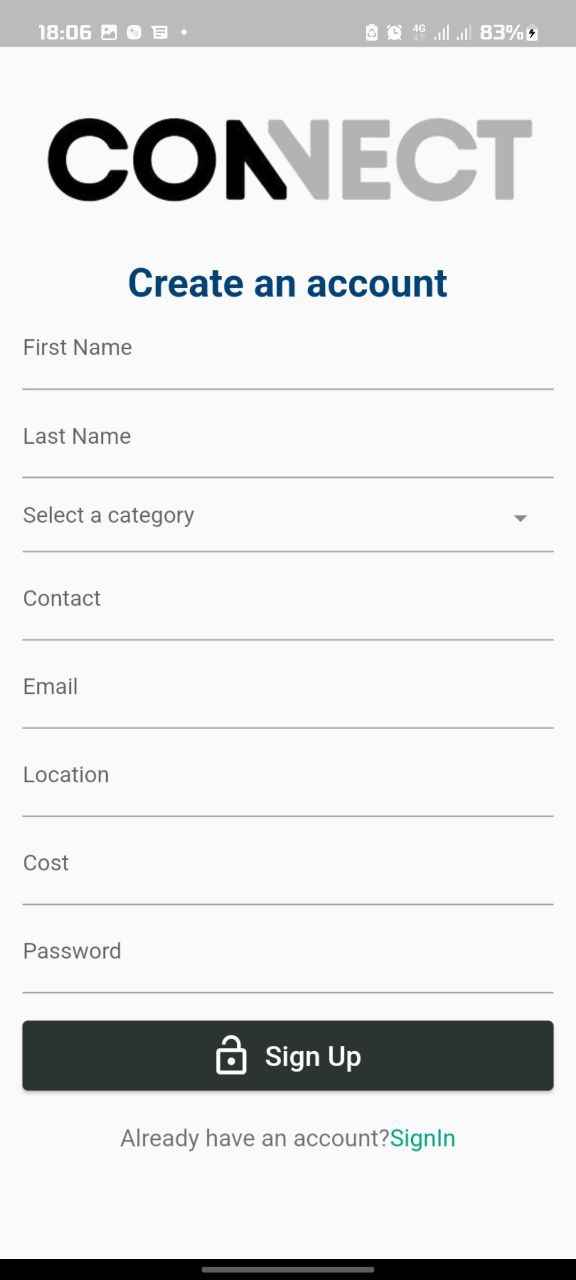 18:06 4G 83%
CONNECT
Create an account
First Name
Last Name
Select a category
Contact
Email
Location
Cost
Password
Sign Up
Already have an account?SignIn